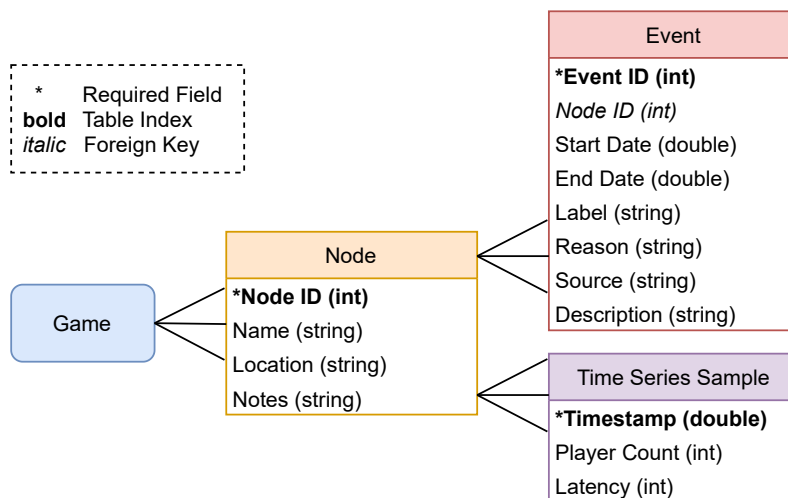 * Required Field
bold Table Index
italic Foreign Key
Game
Node
*Node ID (int)
Name (string)
Location (string)
Notes (string)
Event
*Event ID (int)
Node ID (int)
Start Date (double)
End Date (double)
Label (string)
Reason (string)
Source (string)
Description (string)
Time Series Sample
*Timestamp (double)
Player Count (int)
Latency (int)